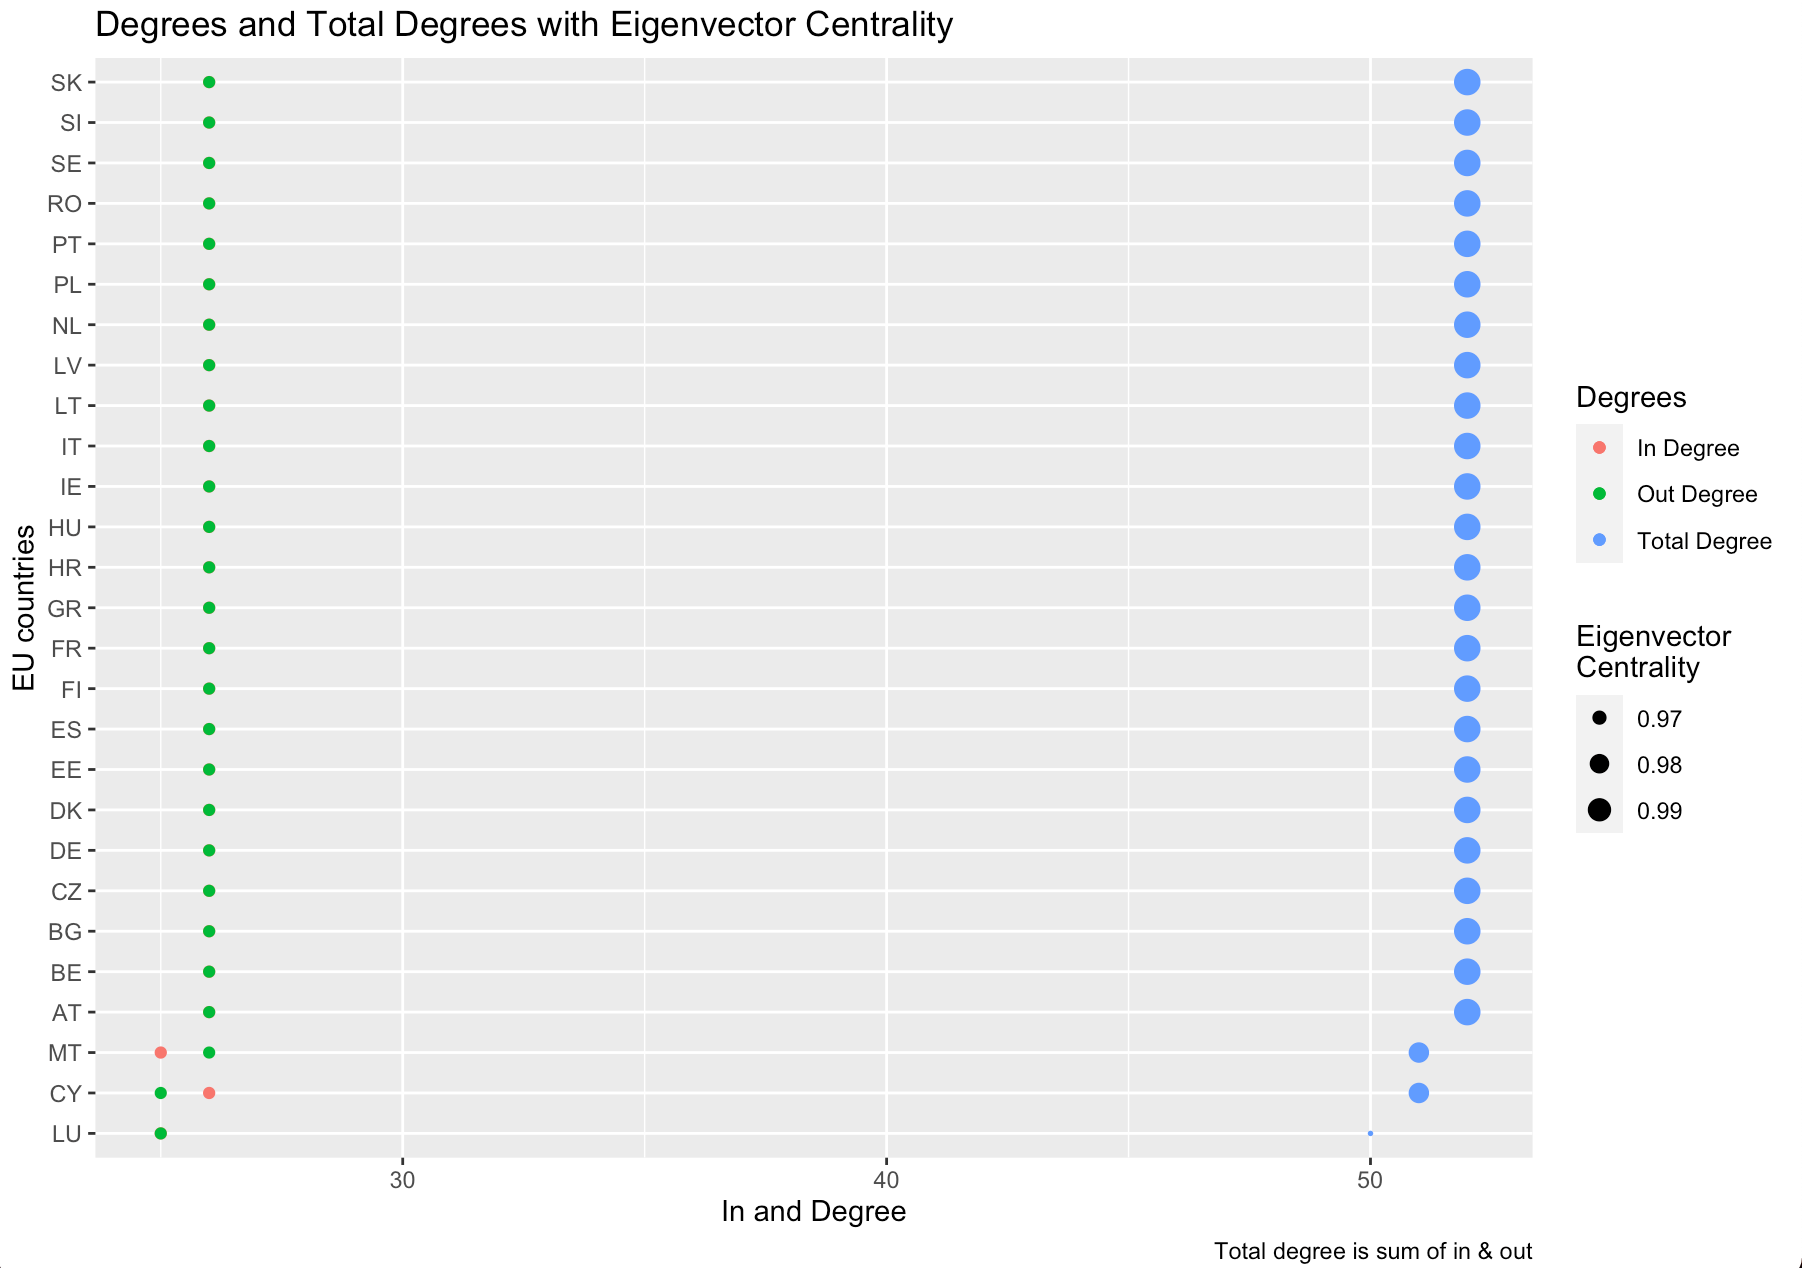 Degrees and Total Degrees with Eigenvector Centrality
SK
SI
SE
RO
PT
PL
NL
LV
LT
IT
IE
HU
HR
GR
FR
FI
ES
EE
DK
DE
CZ
BG
BE
AT
MT
CY
LU
EU countries
30 40 50
In and Degree
Total degree is sum of in & out
Degrees
In Degree
Out Degree
Total Degree
Eigenvector
Centrality
0.97
0.98
0.99